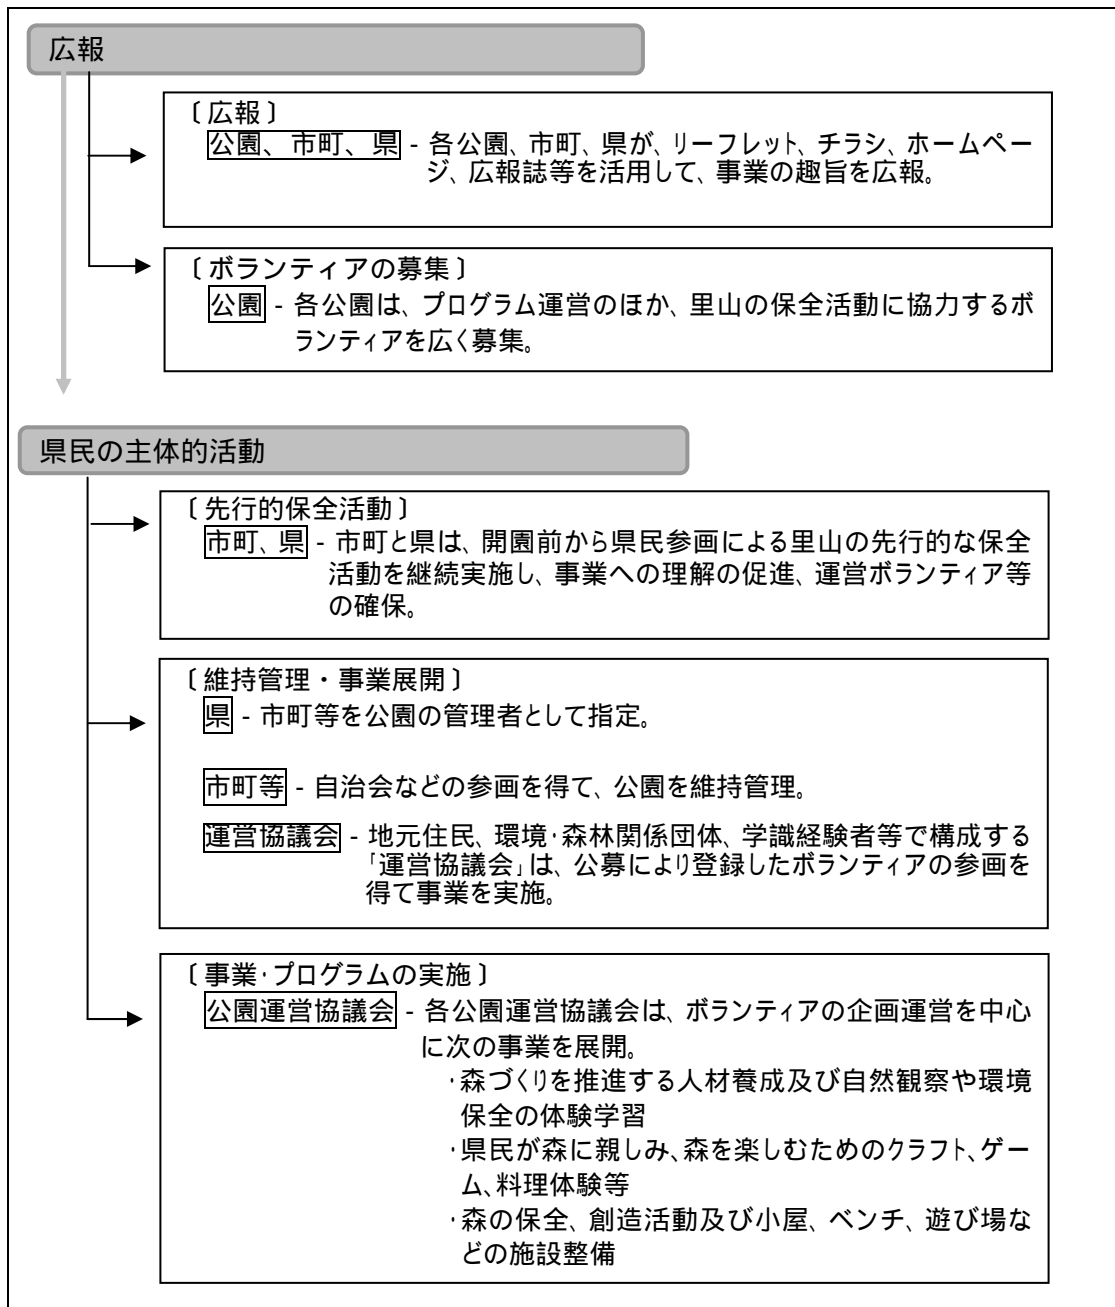 広報
〔広報〕
公園、市町、県 - 各公園、市町、県が、リーフレット、チラシ、ホームペー
ジ、広報誌等を活用して、事業の趣旨を広報。
〔ボランティアの募集〕
公園 - 各公園は、プログラム運営のほか、里山の保全活動に協力するボ
ランティアを広く募集。
県民の主体的活動
〔先行的保全活動〕
市町、県 - 市町と県は、開園前から県民参画による里山の先行的な保全
活動を継続実施し、事業への理解の促進、運営ボランティア等
の確保。
〔維持管理・事業展開〕
県 - 市町等を公園の管理者として指定。
市町等 - 自治会などの参画を得て、公園を維持管理。
運営協議会 - 地元住民、環境・森林関係団体、学識経験者等で構成する
「運営協議会」は、公募により登録したボランティアの参画を
得て事業を実施。
〔事業・プログラムの実施〕
公園運営協議会 - 各公園運営協議会は、ボランティアの企画運営を中心
に次の事業を展開。
・森づくりを推進する人材養成及び自然観察や環境
保全の体験学習
・県民が森に親しみ、森を楽しむためのクラフト、ゲー
ム、料理体験等
・森の保全、創造活動及び小屋、ベンチ、遊び場な
どの施設整備